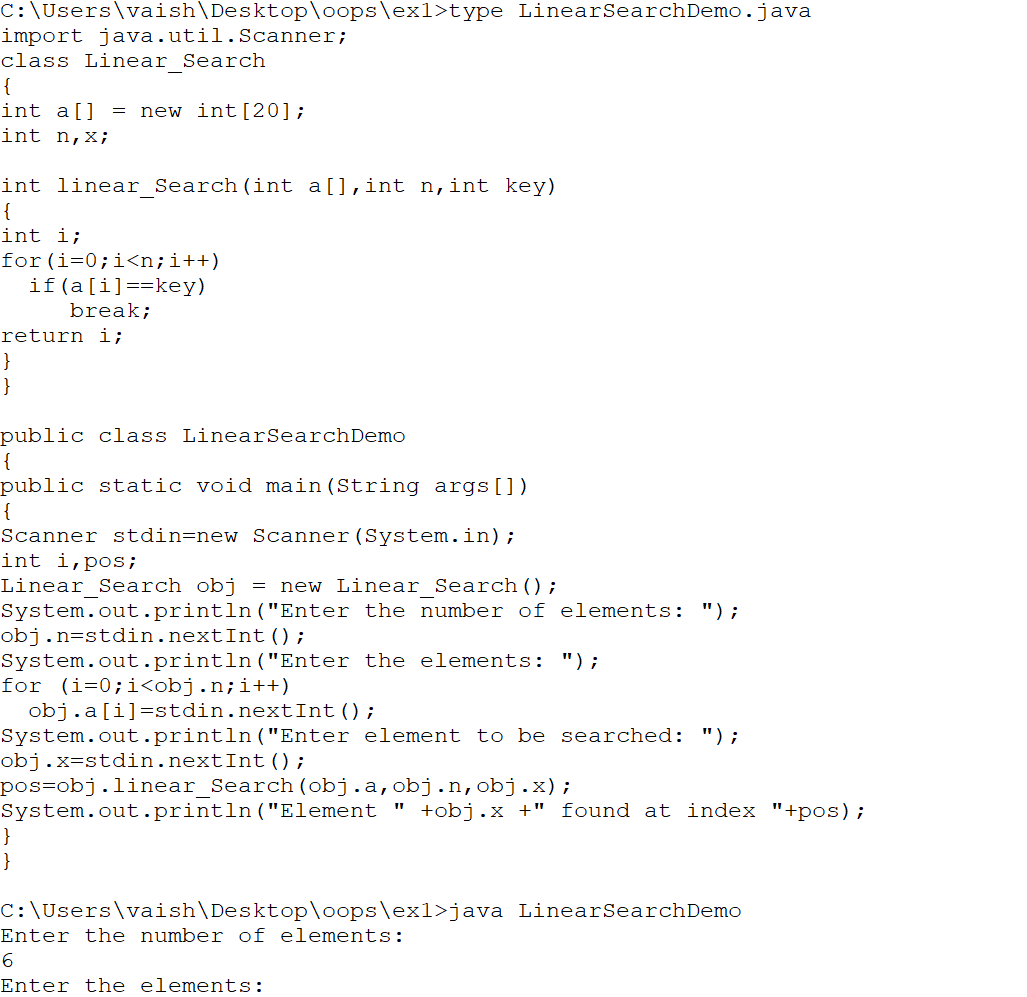 C:\Users\vaish\Desktop\oops\ex1>type LinearSearchDemo.java
import java.util.Scanner;
class Linear_Search
{
int a[] = new int[20];
int n,x;

int linear_Search(int a[],int n,int key)
{
int i;
for(i=0;i<n;i++)
  if(a[i]==key)
     break;
return i;
}
}

public class LinearSearchDemo
{
public static void main(String args[])
{
Scanner stdin=new Scanner(System.in);
int i,pos;
Linear_Search obj = new Linear_Search();
System.out.println("Enter the number of elements: ");
obj.n=stdin.nextInt();
System.out.println("Enter the elements: ");
for (i=0;i<obj.n;i++)
  obj.a[i]=stdin.nextInt();
System.out.println("Enter element to be searched: ");
obj.x=stdin.nextInt();
pos=obj.linear_Search(obj.a,obj.n,obj.x);
System.out.println("Element " +obj.x +" found at index "+pos);
}
}

C:\Users\vaish\Desktop\oops\ex1>java LinearSearchDemo
Enter the number of elements:
6
Enter the elements: